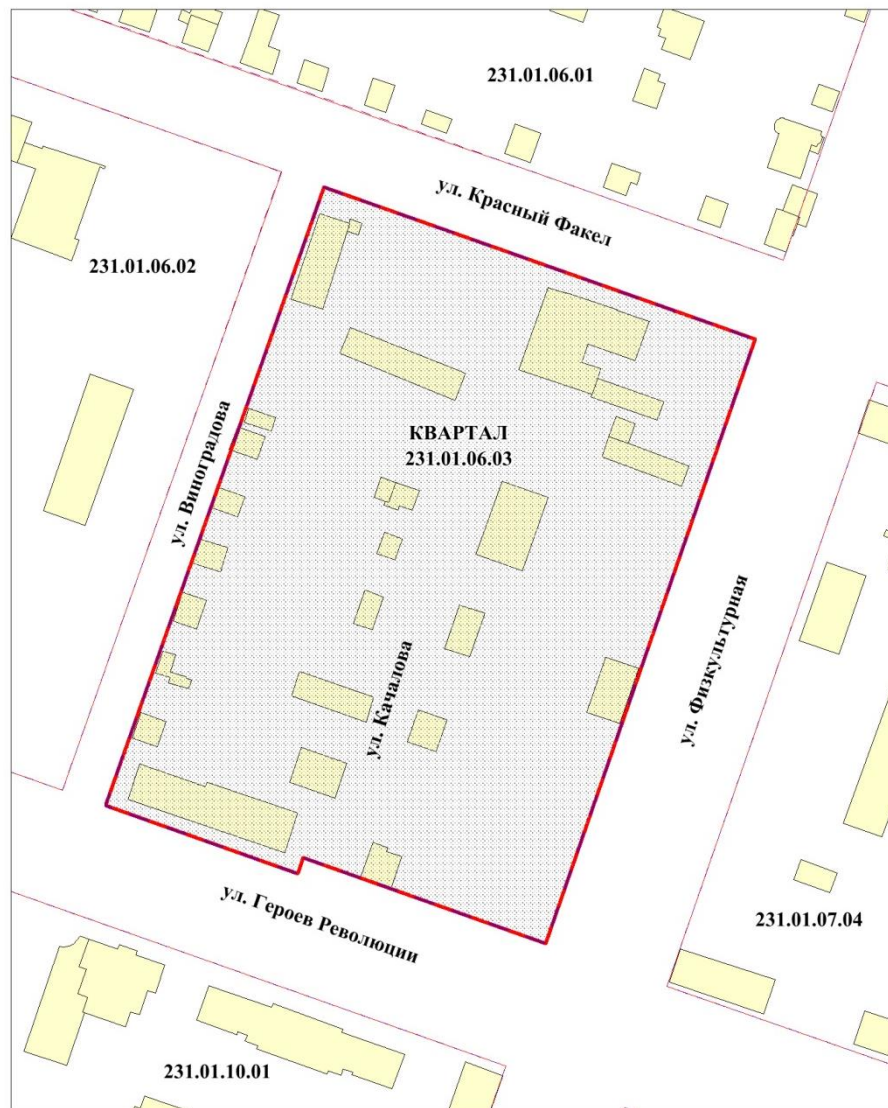 231.01.06.01
ул. Красный Факел
231.01.06.02
КВАРТАЛ
231.01.06.03
ул. Виноградова
ул. Качалова
ул. Физкультурная
ул. Героев Революции
231.01.07.04
231.01.10.01